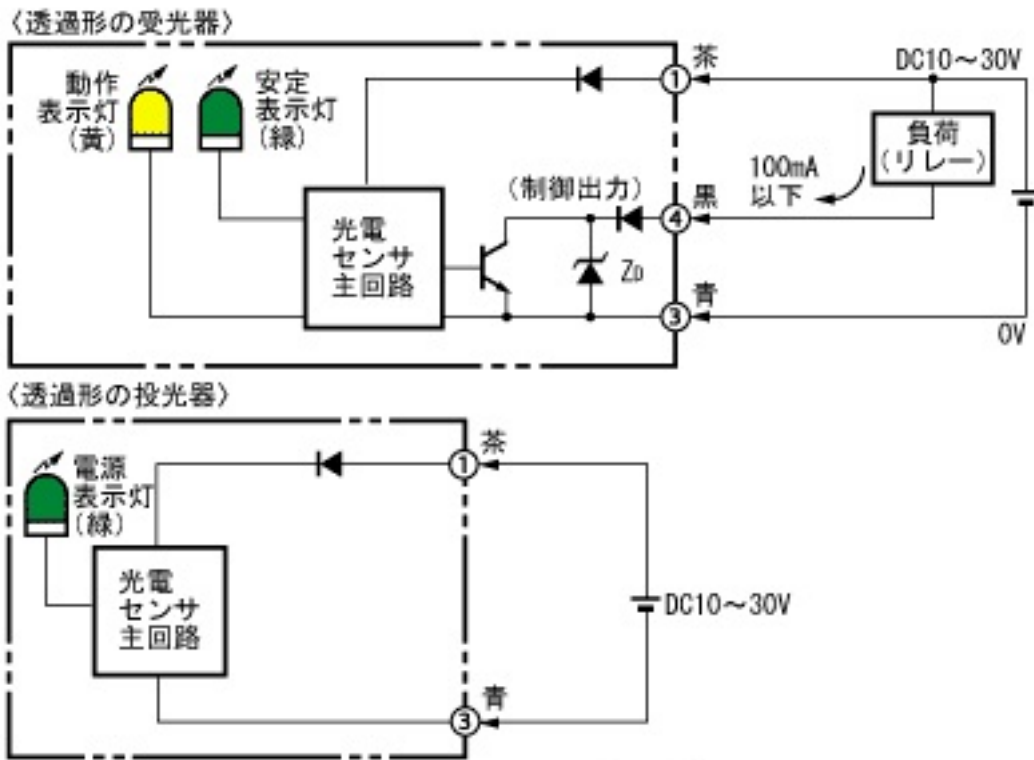 〈透過形の受光器〉
動作
表示灯
(黄)
安定
表示灯
(緑)
茶
①
DC10～30V
負荷
(リレー)
100mA
以下
(制御出力)
黒
④
光電
センサ
主回路
ZD
青
③
0V
〈透過形の投光器〉
電源
表示灯
(緑)
茶
①
光電
センサ
主回路
DC10～30V
青
③